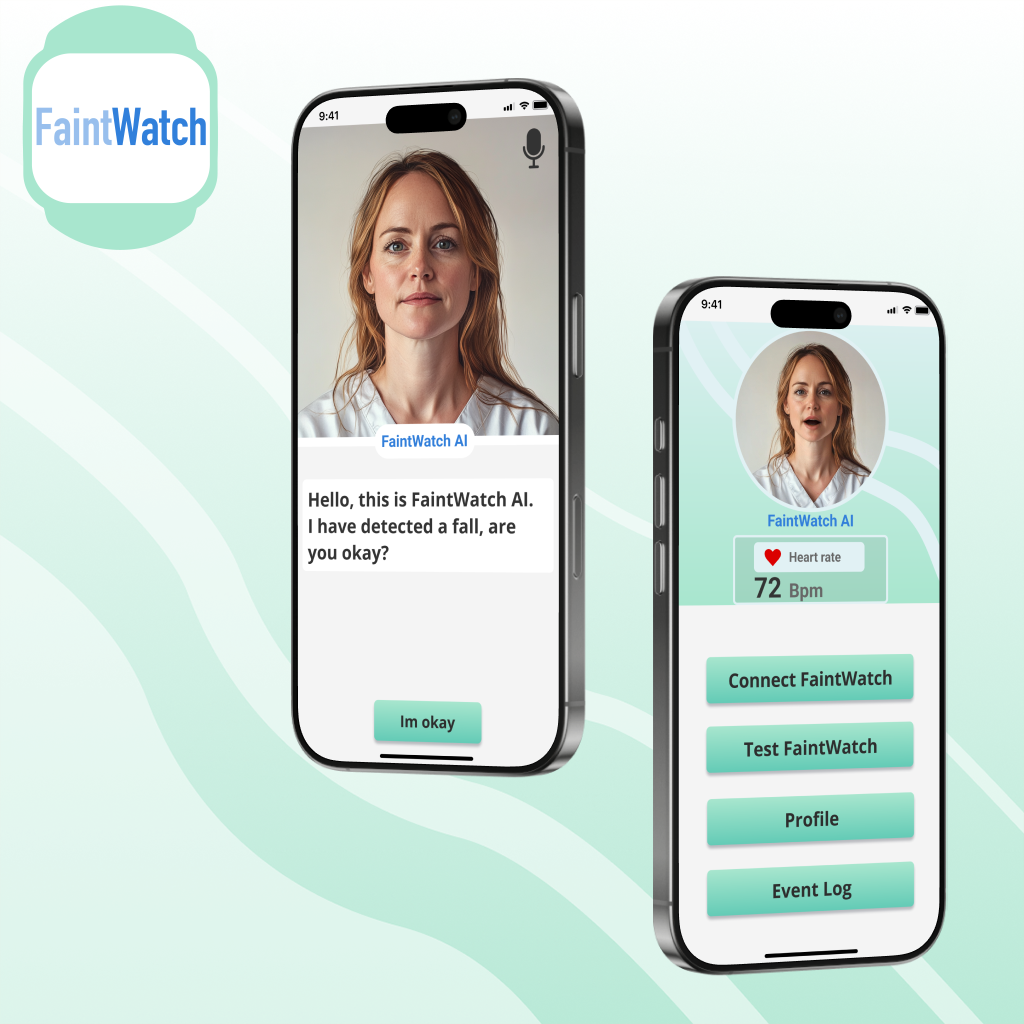 FaintWatch
9:41
FaintWatch AI
Hello, this is FaintWatch AI.
I have detected a fall, are
you okay?
Im okay
9:41
FaintWatch AI
Heart rate
72 Bpm
Connect FaintWatch
Test FaintWatch
Profile
Event Log